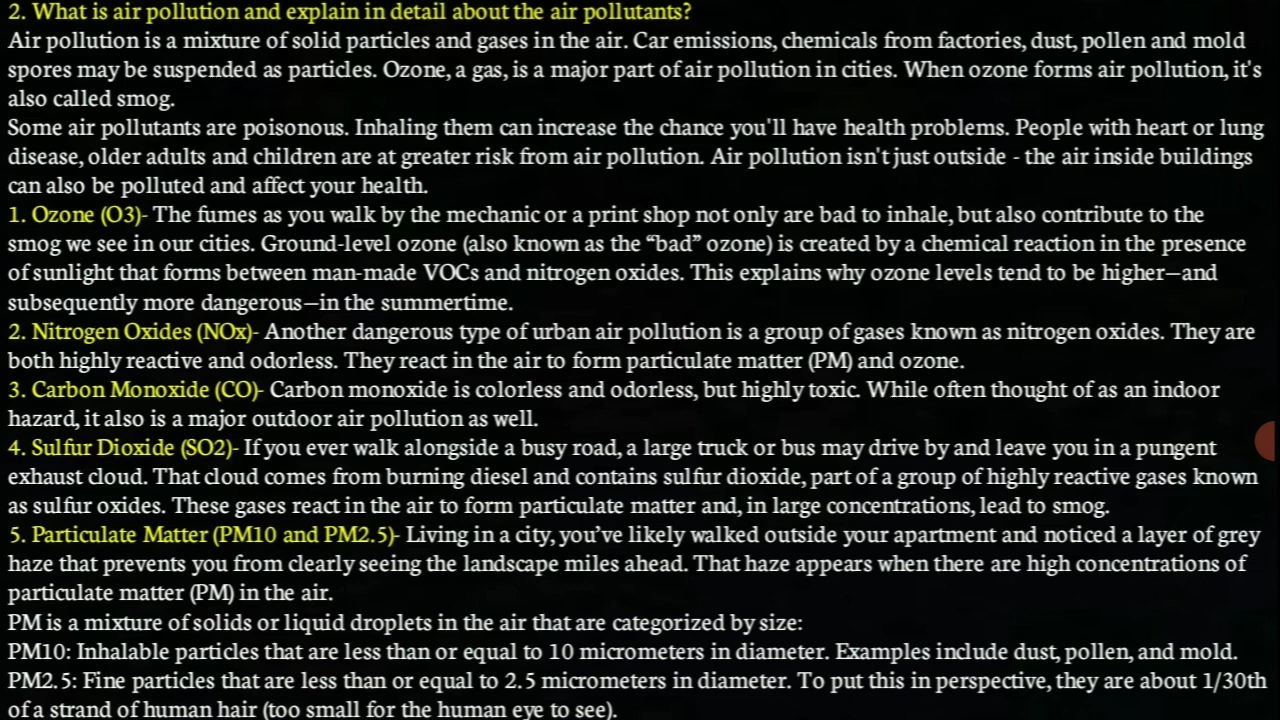 2. What is air pollution and explain in detail about the air pollutants?
Air pollution is a mixture of solid particles and gases in the air. Car emissions, chemicals from factories, dust, pollen and mold
spores may be suspended as particles. Ozone, a gas, is a major part of air pollution in cities. When ozone forms air pollution, it's
also called smog.
Some air pollutants are poisonous. Inhaling them can increase the chance you'll have health problems. People with heart or lung
disease, older adults and children are at greater risk from air pollution. Air pollution isn't just outside - the air inside buildings
can also be polluted and affect your health.
1. Ozone (O3)- The fumes as you walk by the mechanic or a print shop not only are bad to inhale, but also contribute to the
smog we see in our cities. Ground-level ozone (also known as the “bad” ozone) is created by a chemical reaction in the presence
of sunlight that forms between man-made VOCs and nitrogen oxides. This explains why ozone levels tend to be higher—and
subsequently more dangerous—in the summertime.
2. Nitrogen Oxides (NOx)- Another dangerous type of urban air pollution is a group of gases known as nitrogen oxides. They are
both highly reactive and odorless. They react in the air to form particulate matter (PM) and ozone.
3. Carbon Monoxide (CO)- Carbon monoxide is colorless and odorless, but highly toxic. While often thought of as an indoor
hazard, it also is a major outdoor air pollution as well.
4. Sulfur Dioxide (SO2)- If you ever walk alongside a busy road, a large truck or bus may drive by and leave you in a pungent
exhaust cloud. That cloud comes from burning diesel and contains sulfur dioxide, part of a group of highly reactive gases known
as sulfur oxides. These gases react in the air to form particulate matter and, in large concentrations, lead to smog.
5. Particulate Matter (PM10 and PM2.5)- Living in a city, you’ve likely walked outside your apartment and noticed a layer of grey
haze that prevents you from clearly seeing the landscape miles ahead. That haze appears when there are high concentrations of
particulate matter (PM) in the air.
PM is a mixture of solids or liquid droplets in the air that are categorized by size:
PM10: Inhalable particles that are less than or equal to 10 micrometers in diameter. Examples include dust, pollen, and mold.
PM2.5: Fine particles that are less than or equal to 2.5 micrometers in diameter. To put this in perspective, they are about 1/30th
of a strand of human hair (too small for the human eye to see).